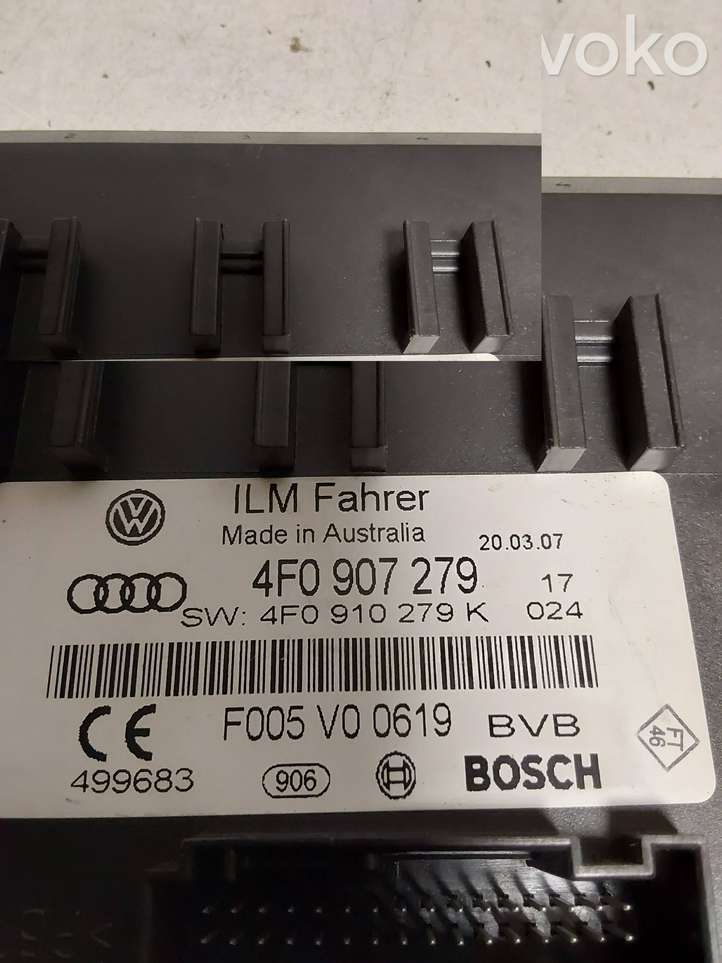 voko
ILM Fahrer
Made in Australia
20.03.07
4F0 907 279
17
SW: 4F0 910 279 K
024
F005 V0 0619
BVB
FT
46
CE
499683
906
BOSCH